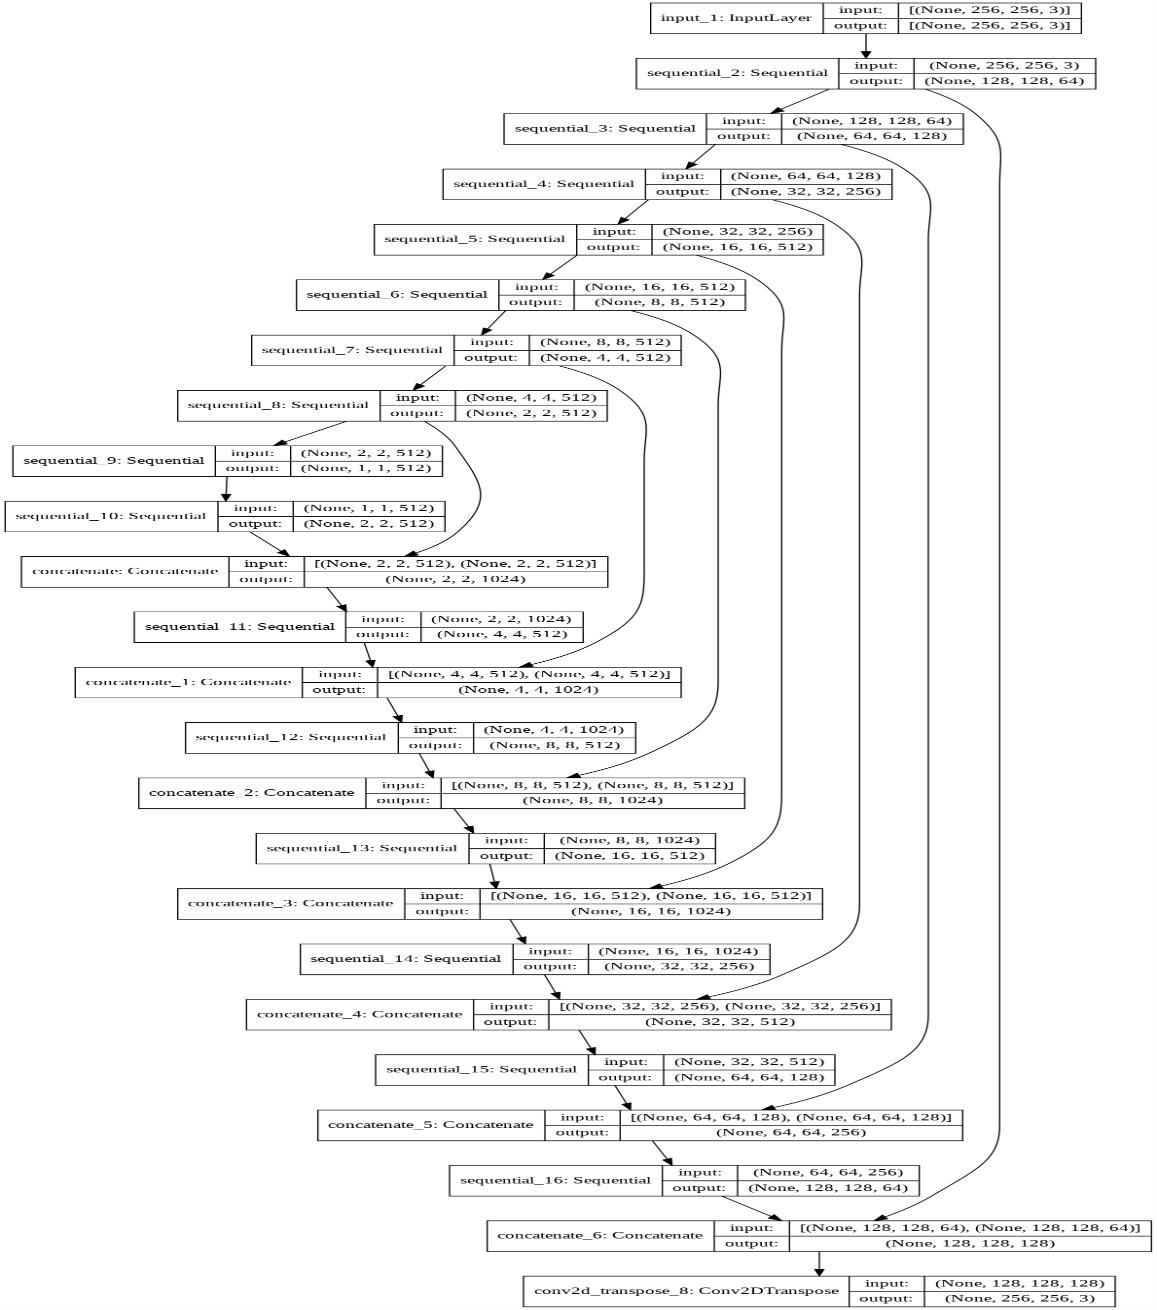 input_1: InputLayer input: [(None, 256, 256, 3)]
output: [(None, 256, 256, 3)]
sequential_2: Sequential input: (None, 256, 256, 3)
output: (None, 128, 128, 64)
sequential_3: Sequential input: (None, 128, 128, 64)
output: (None, 64, 64, 128)
sequential_4: Sequential input: (None, 64, 64, 128)
output: (None, 32, 32, 256)
sequential_5: Sequential input: (None, 32, 32, 256)
output: (None, 16, 16, 512)
sequential_6: Sequential input: (None, 16, 16, 512)
output: (None, 8, 8, 512)
sequential_7: Sequential input: (None, 8, 8, 512)
output: (None, 4, 4, 512)
sequential_8: Sequential input: (None, 4, 4, 512)
output: (None, 2, 2, 512)
sequential_9: Sequential input: (None, 2, 2, 512)
output: (None, 1, 1, 512)
sequential_10: Sequential input: (None, 1, 1, 512)
output: (None, 2, 2, 512)
concatenate: Concatenate input: [(None, 2, 2, 512), (None, 2, 2, 512)]
output: (None, 2, 2, 1024)
sequential_11: Sequential input: (None, 2, 2, 1024)
output: (None, 4, 4, 512)
concatenate_1: Concatenate input: [(None, 4, 4, 512), (None, 4, 4, 512)]
output: (None, 4, 4, 1024)
sequential_12: Sequential input: (None, 4, 4, 1024)
output: (None, 8, 8, 512)
concatenate_2: Concatenate input: [(None, 8, 8, 512), (None, 8, 8, 512)]
output: (None, 8, 8, 1024)
sequential_13: Sequential input: (None, 8, 8, 1024)
output: (None, 16, 16, 512)
concatenate_3: Concatenate input: [(None, 16, 16, 512), (None, 16, 16, 512)]
output: (None, 16, 16, 1024)
sequential_14: Sequential input: (None, 16, 16, 1024)
output: (None, 32, 32, 256)
concatenate_4: Concatenate input: [(None, 32, 32, 256), (None, 32, 32, 256)]
output: (None, 32, 32, 512)
sequential_15: Sequential input: (None, 32, 32, 512)
output: (None, 64, 64, 128)
concatenate_5: Concatenate input: [(None, 64, 64, 128), (None, 64, 64, 128)]
output: (None, 64, 64, 256)
sequential_16: Sequential input: (None, 64, 64, 256)
output: (None, 128, 128, 64)
concatenate_6: Concatenate input: [(None, 128, 128, 64), (None, 128, 128, 64)]
output: (None, 128, 128, 128)
conv2d_transpose_8: Conv2DTranspose input: (None, 128, 128, 128)
output: (None, 256, 256, 3)